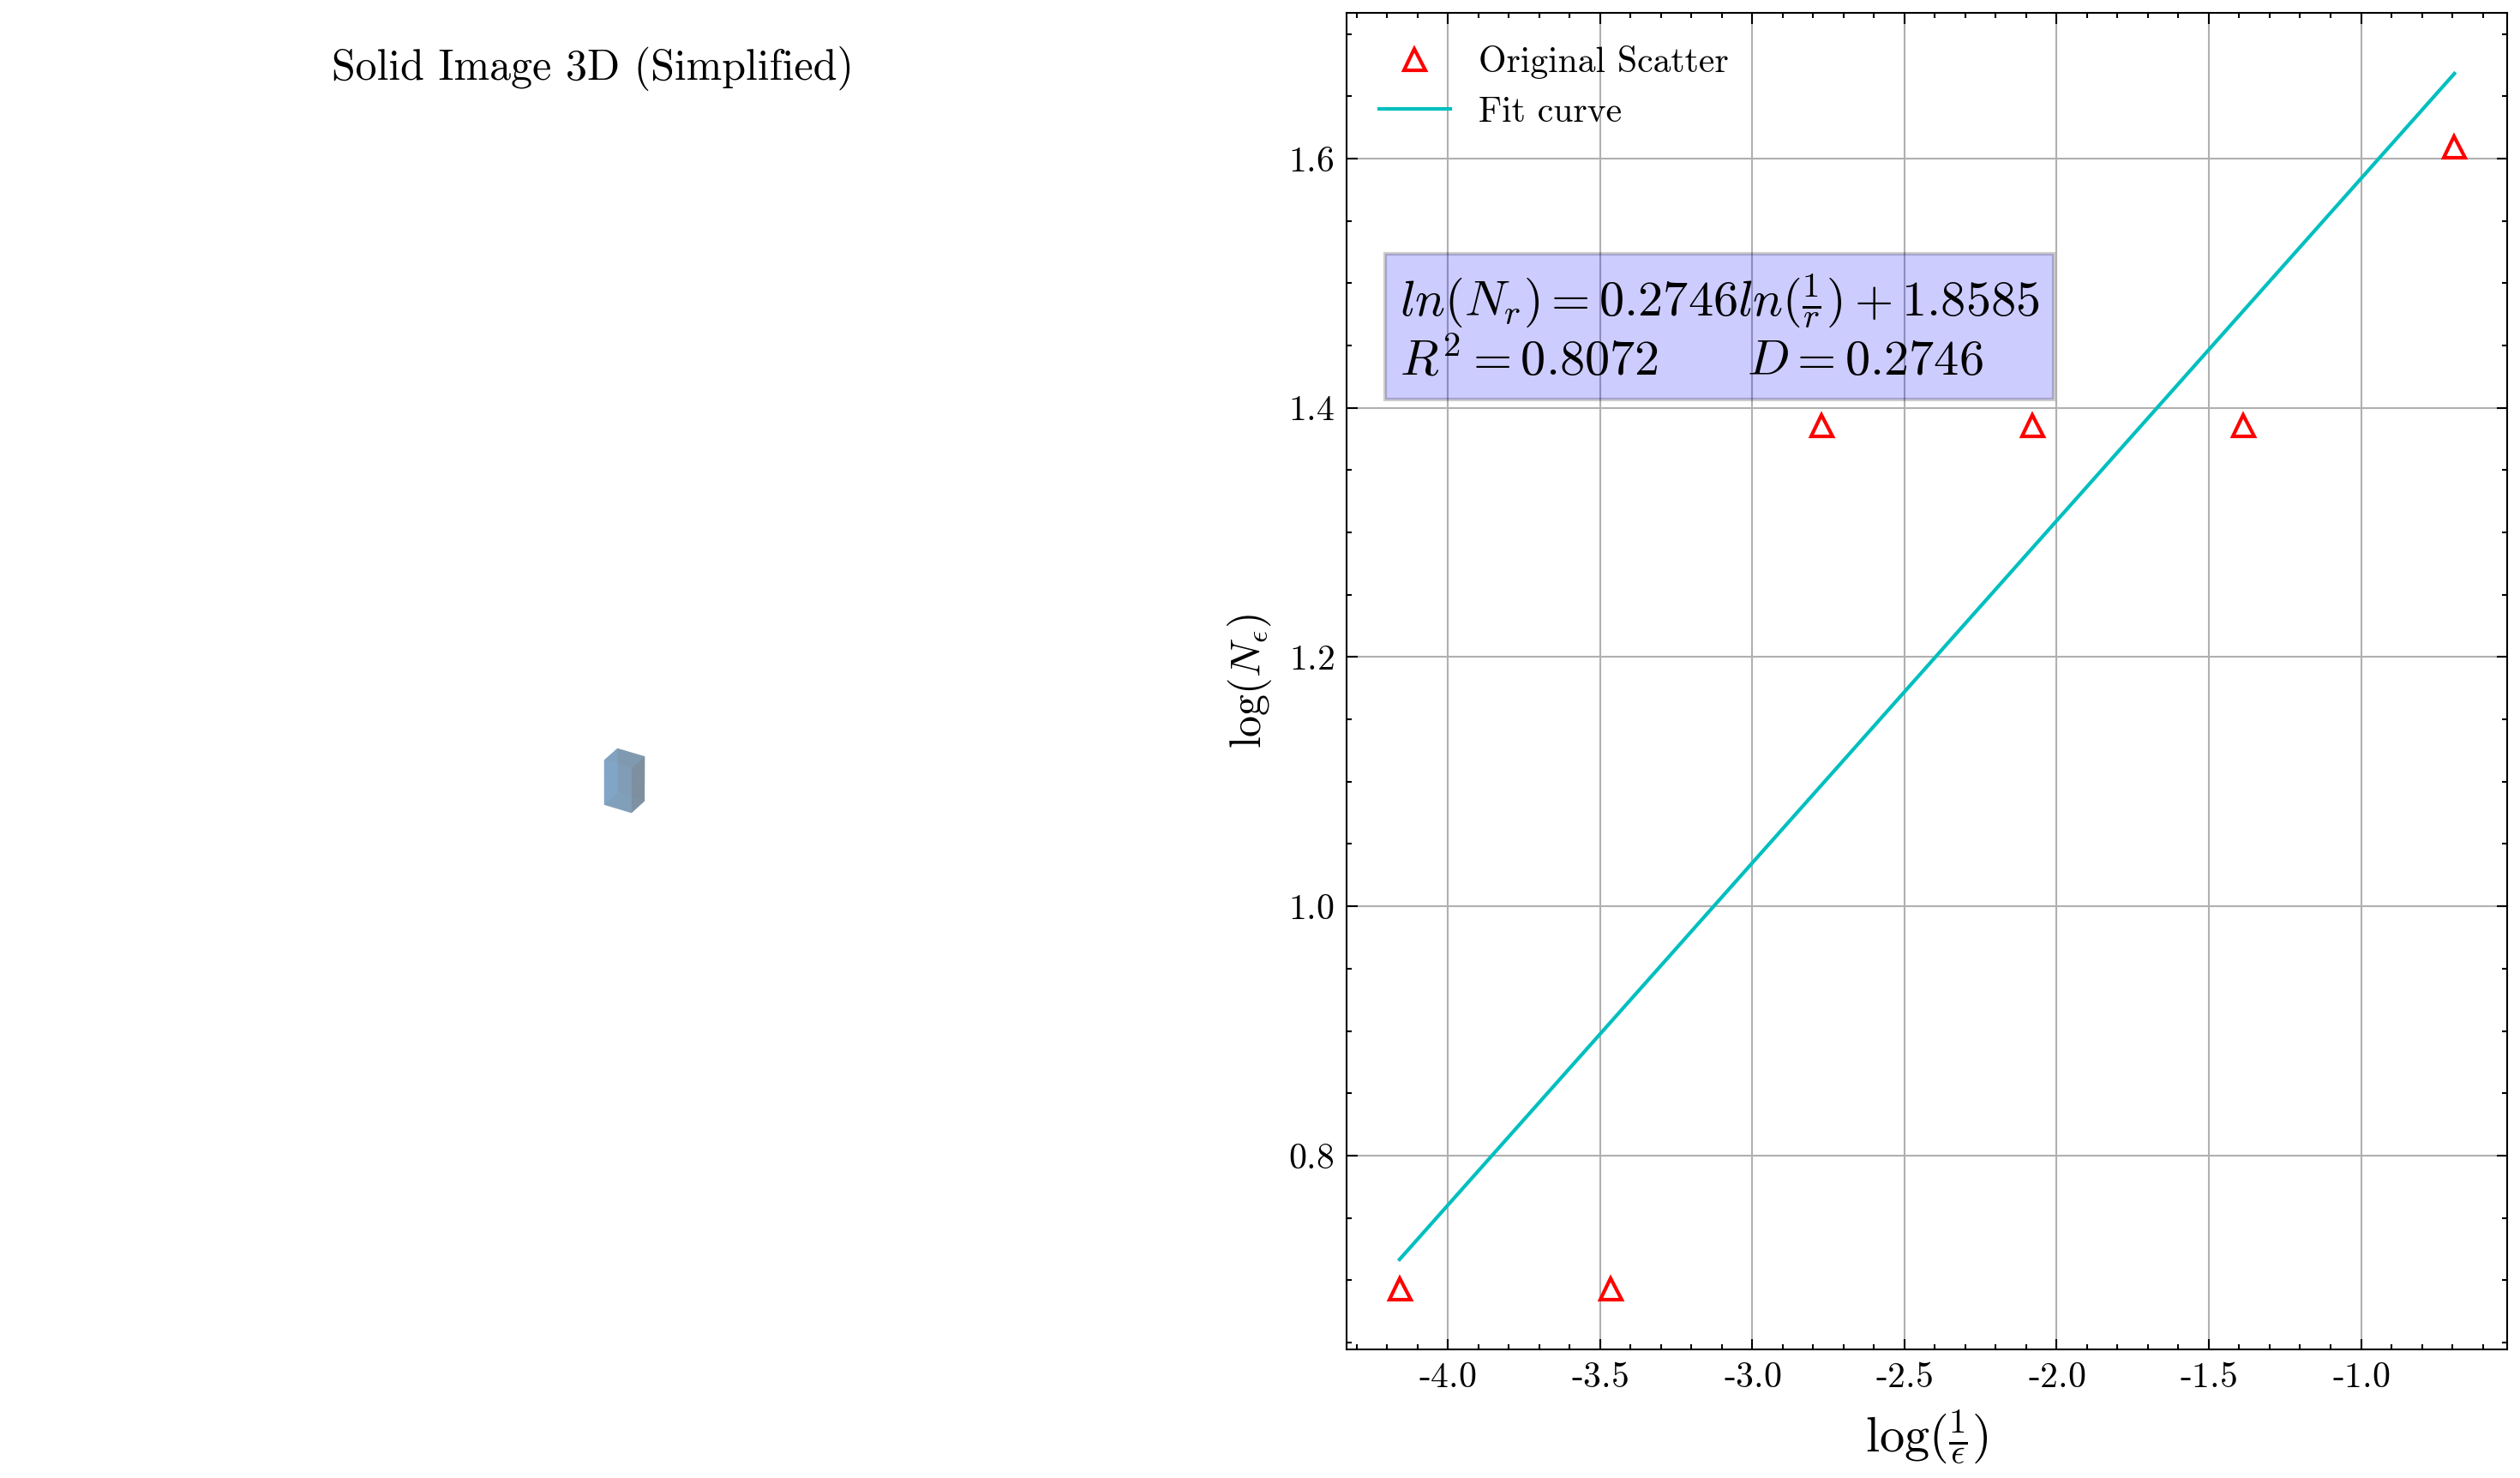 Solid Image 3D (Simplified)
Original Scatter
Fit curve
ln(N_r) = 0.2746ln(1/r) + 1.8585
R² = 0.8072 D = 0.2746
log(N_ϵ)
1.6
1.4
1.2
1.0
0.8
-4.0 -3.5 -3.0 -2.5 -2.0 -1.5 -1.0
log(1/ϵ)